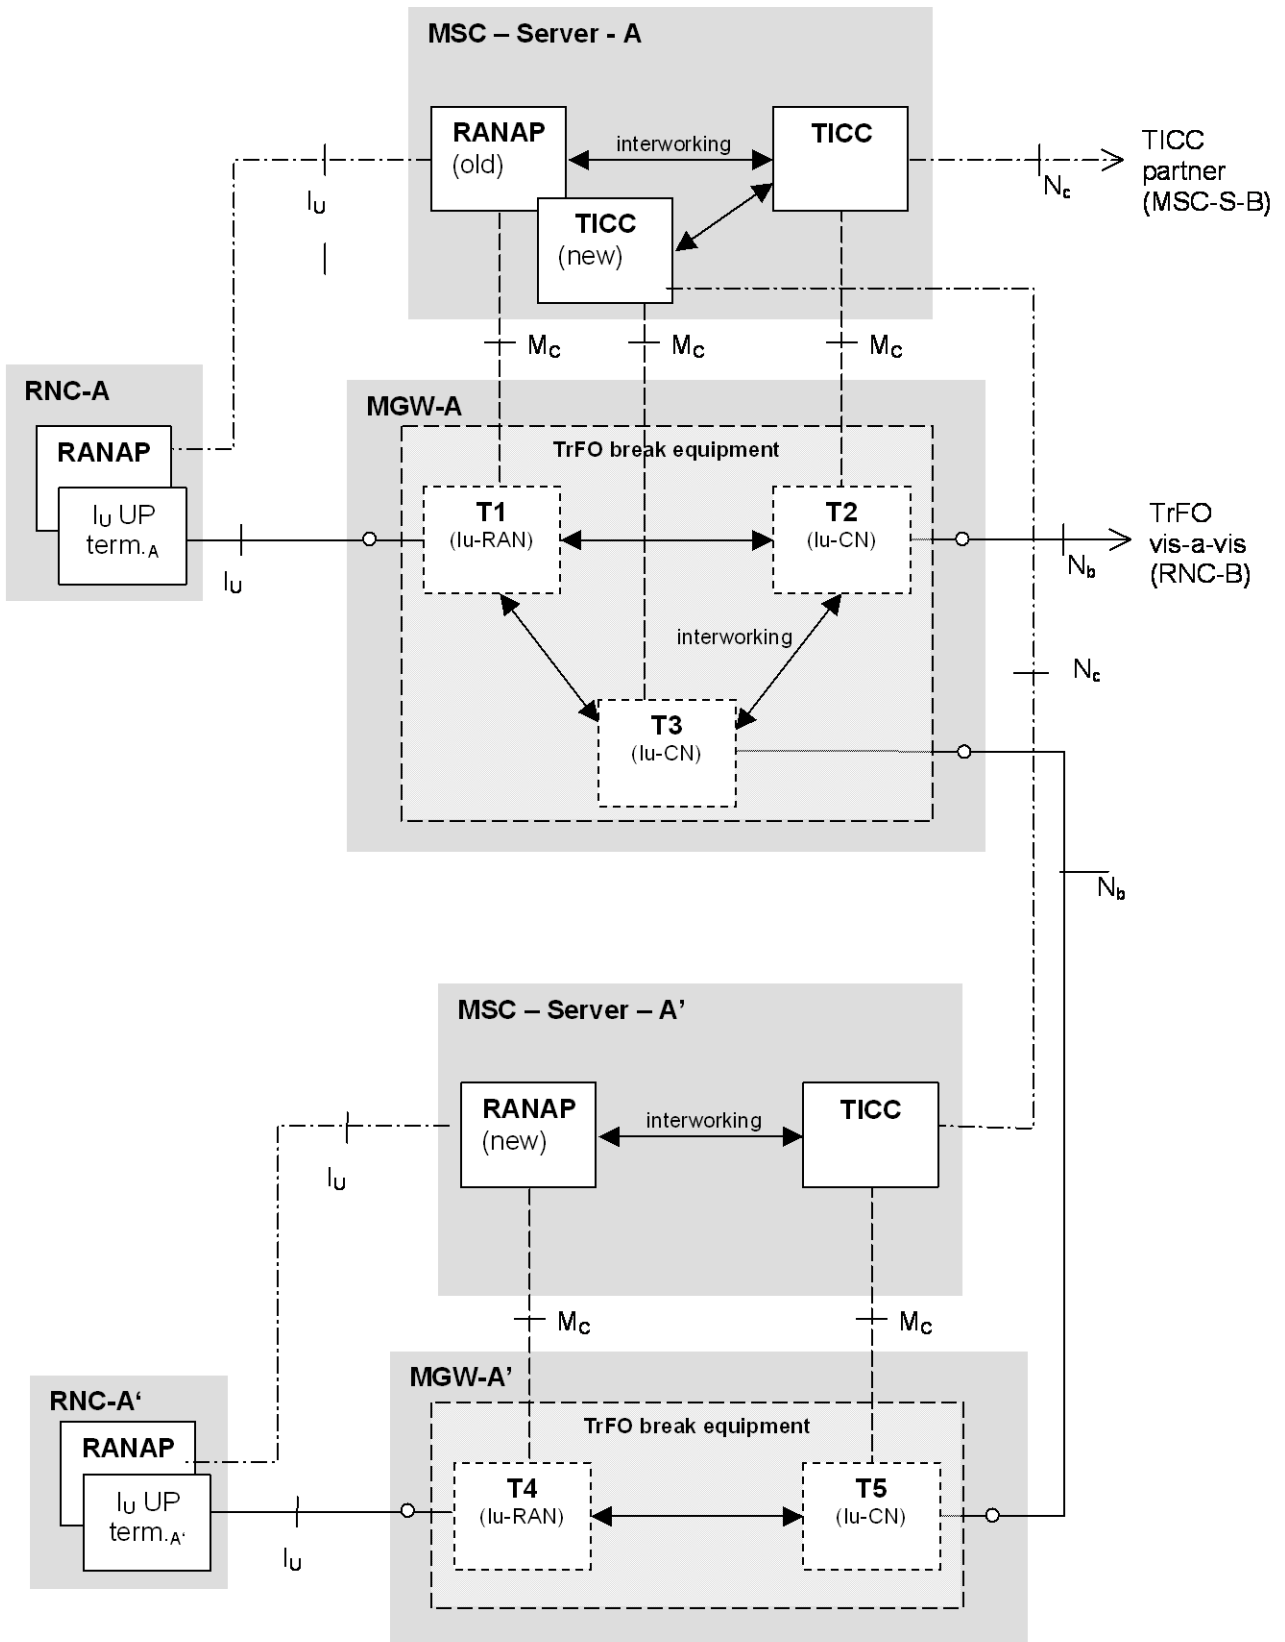 MSC – Server - A
RANAP
(old)
interworking
TICC
TICC
(new)
TICC
partner
(MSC-S-B)
IU
Nc
MC
MC
MC
RNC-A
RANAP
IU UP
term.A
IU
MGW-A
TrFO break equipment
T1
(Iu-RAN)
T2
(Iu-CN)
TrFO
vis-a-vis
(RNC-B)
Nb
interworking
Nc
T3
(Iu-CN)
Nb
MSC – Server – A’
RANAP
(new)
interworking
TICC
IU
MC
MC
RNC-A‘
RANAP
IU UP
term.A‘
IU
MGW-A’
TrFO break equipment
T4
(Iu-RAN)
T5
(Iu-CN)